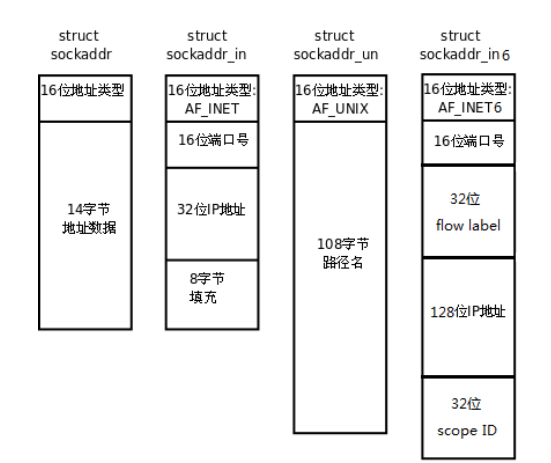 struct
sockaddr
16位地址类型
14字节
地址数据
struct
sockaddr_in
16位地址类型:
AF_INET
16位端口号
32位IP地址
8字节
填充
struct
sockaddr_un
16位地址类型:
AF_UNIX
108字节
路径名
struct
sockaddr_in6
16位地址类型:
AF_INET6
16位端口号
32位
flow label
128位IP地址
32位
scope ID